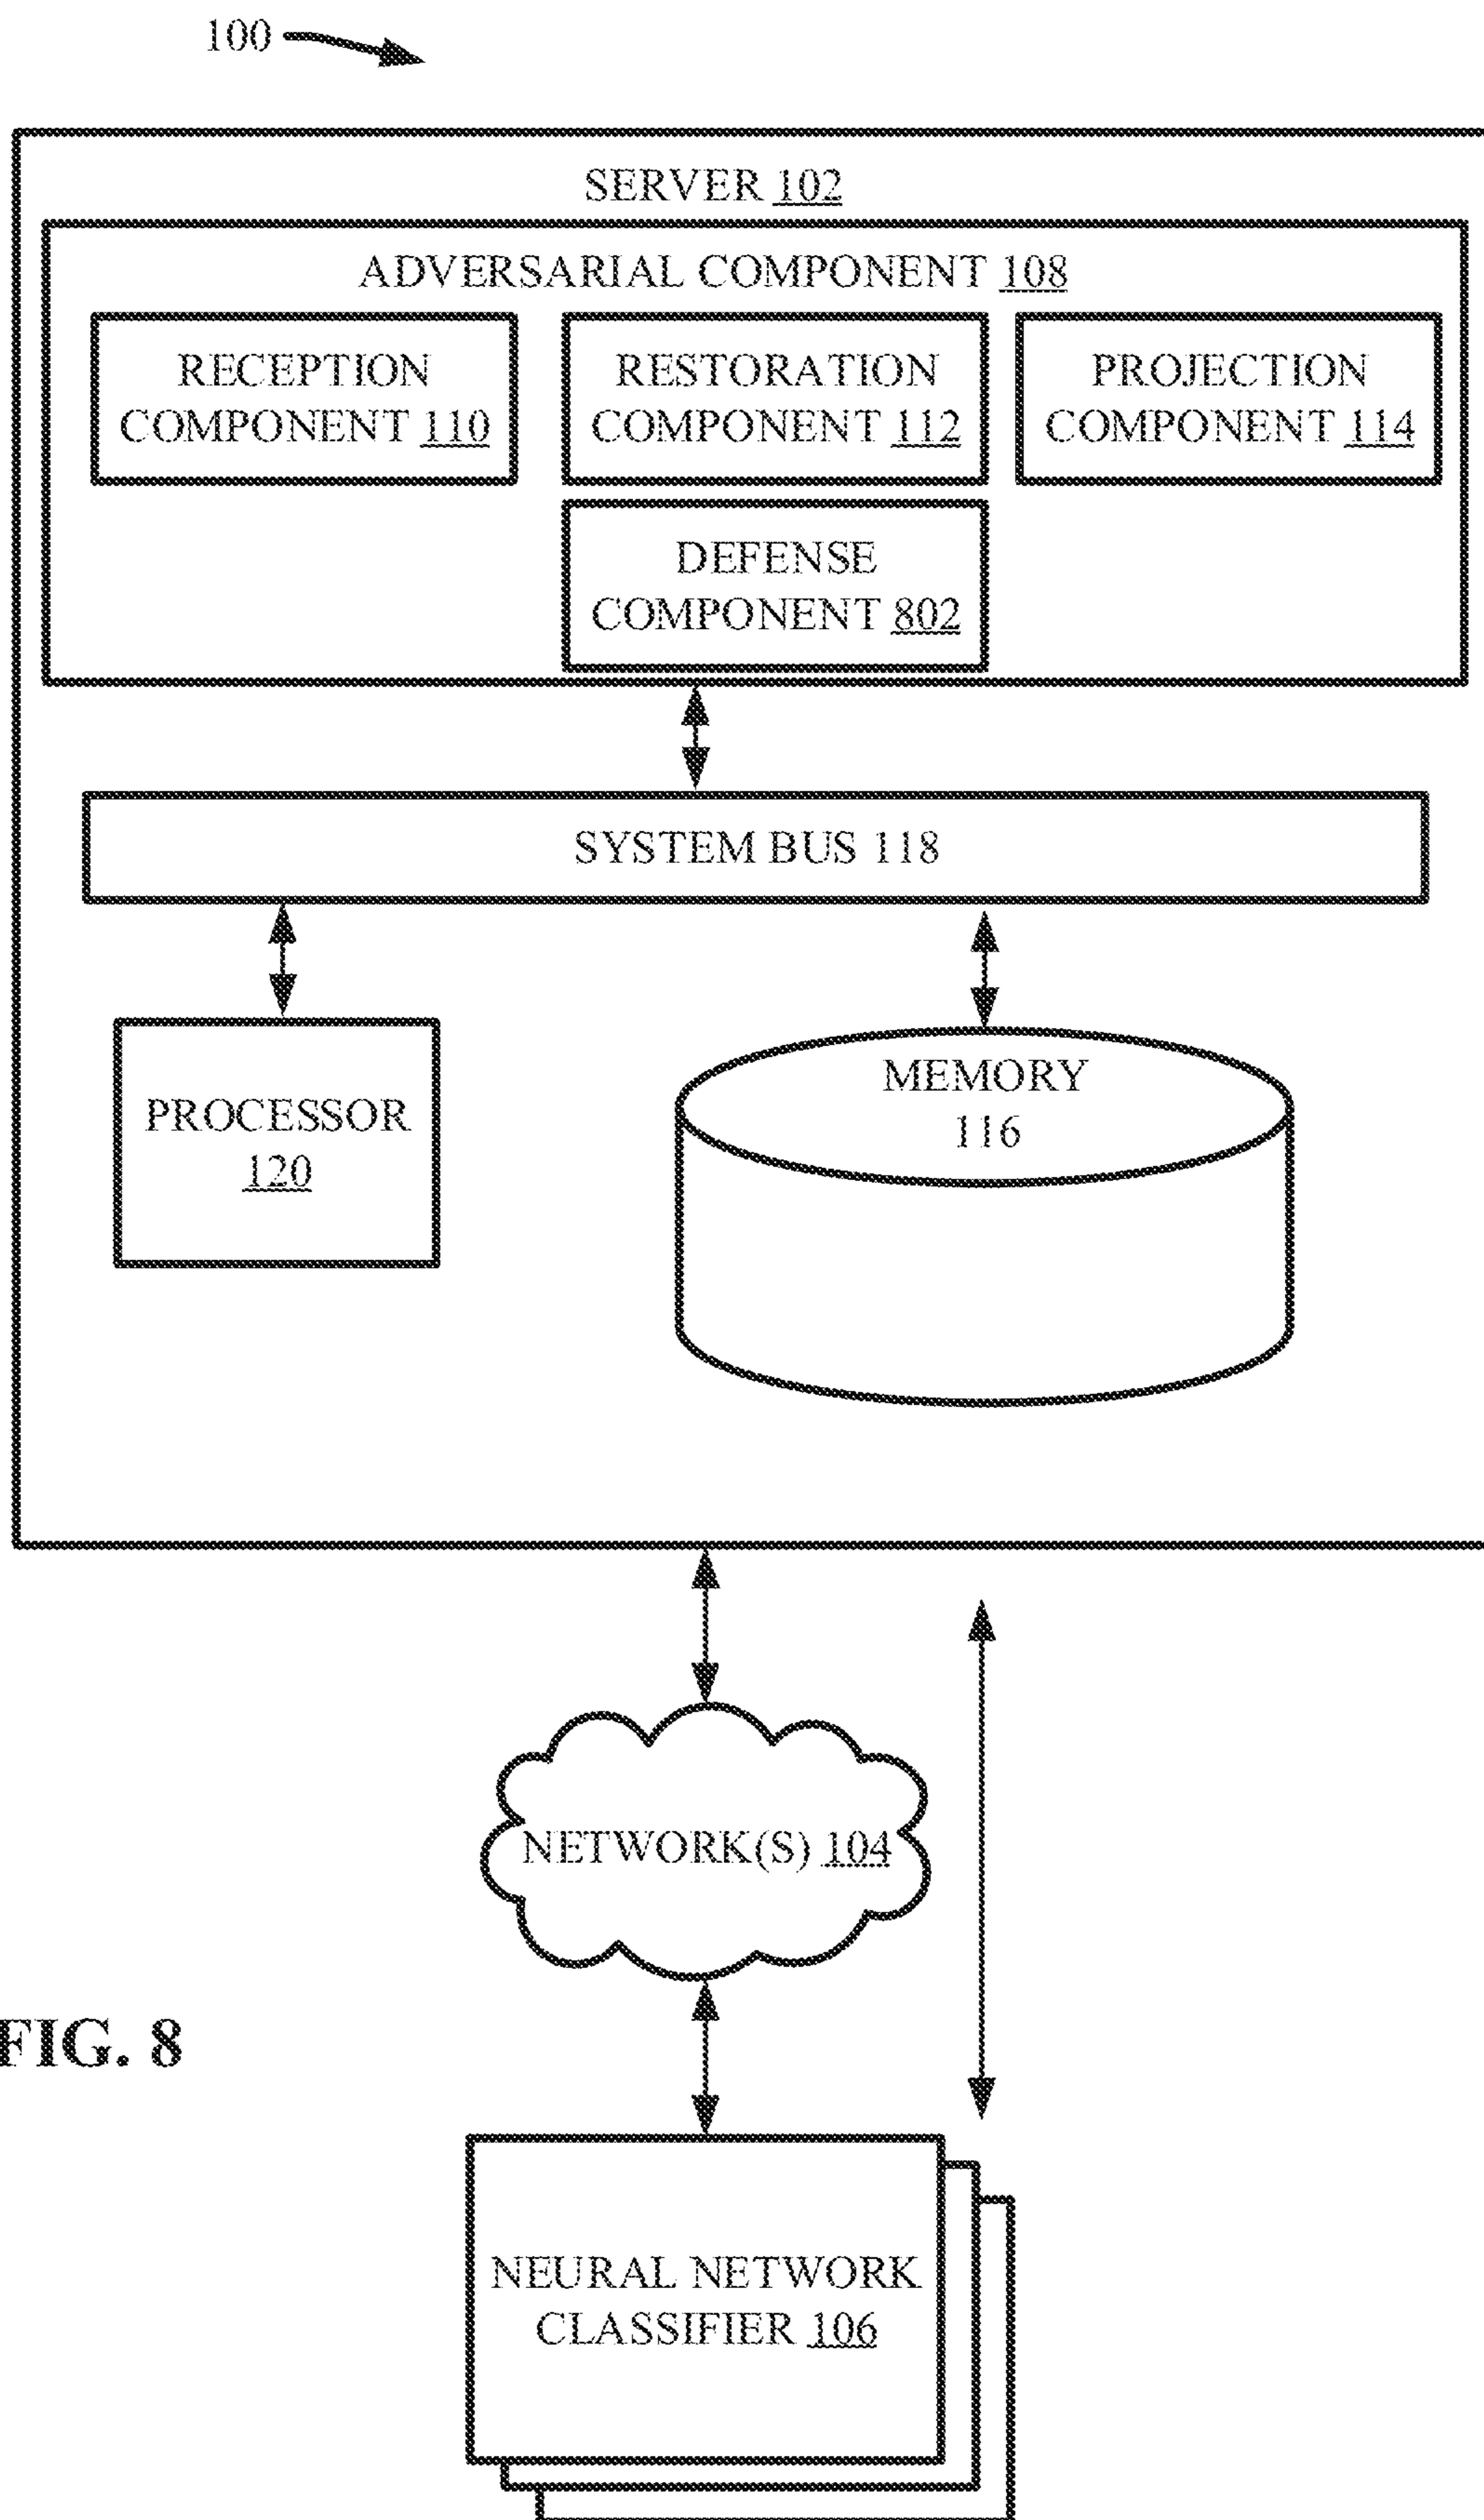 100
SERVER 102
ADVERSARIAL COMPONENT 108
RECEPTION
COMPONENT 110
RESTORATION
COMPONENT 112
PROJECTION
COMPONENT 114
DEFENSE
COMPONENT 802
SYSTEM BUS 118
PROCESSOR
120
MEMORY
116
NETWORK(S) 104
FIG. 8
NEURAL NETWORK
CLASSIFIER 106